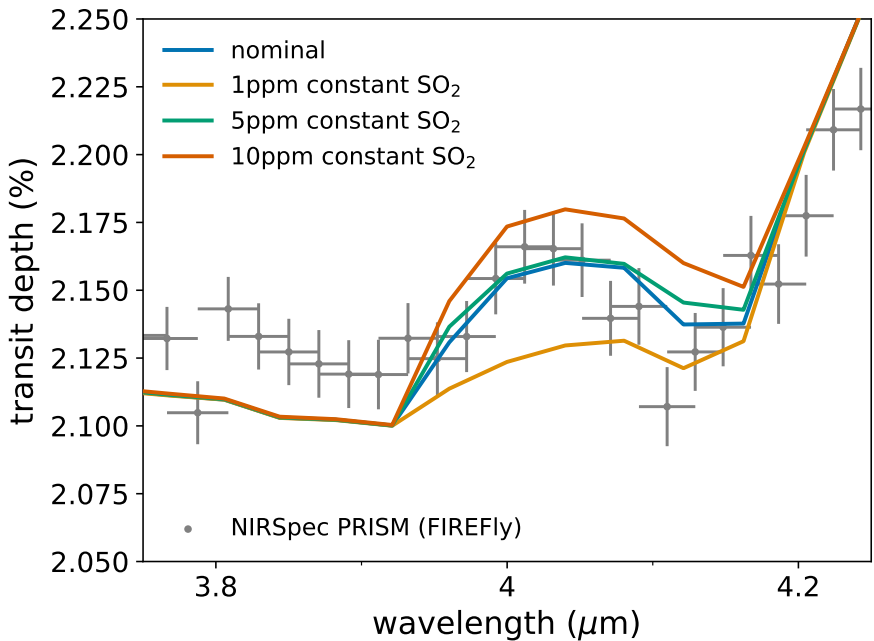 2.250
2.225
2.200
2.175
2.150
2.125
2.100
2.075
2.050
transit depth (%)
nominal
1ppm constant SO₂
5ppm constant SO₂
10ppm constant SO₂
NIRSpec PRISM (FIREFly)
3.8
4
4.2
wavelength (μm)